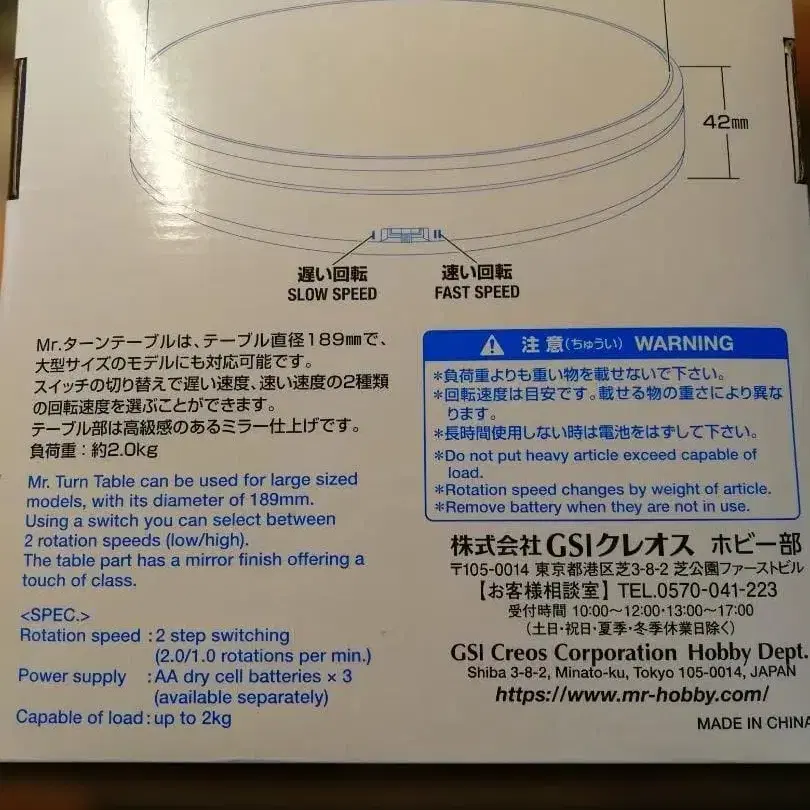 42mm
遅い回転
SLOW SPEED
速い回転
FAST SPEED
Mr.ターンテーブルは、テーブル直径189mmで、
大型サイズのモデルにも対応可能です。
スイッチの切り替えで遅い速度、速い速度の2種類
の回転速度を選ぶことができます。
テーブル部は高級感のあるミラー仕上げです。
負荷重：約2.0kg
Mr. Turn Table can be used for large sized
models, with its diameter of 189mm.
Using a switch you can select between
2 rotation speeds (low/high).
The table part has a mirror finish offering a
touch of class.
<SPEC.>
Rotation speed : 2 step switching
(2.0/1.0 rotations per min.)
Power supply : AA dry cell batteries × 3
(available separately)
Capable of load : up to 2kg
注意(ちゅうい) WARNING
*負荷重よりも重い物を載せないで下さい。
*回転速度は目安です。載せる物の重さにより異な
ります。
*長時間使用しない時は電池をはずして下さい。
*Do not put heavy article exceed capable of
load.
*Rotation speed changes by weight of article.
*Remove battery when they are not in use.
株式会社GSIクレオス ホビー部
〒105-0014 東京都港区芝3-8-2 芝公園ファーストビル
【お客様相談室】TEL.0570-041-223
受付時間 10:00～12:00・13:00～17:00
(土日・祝日・夏季・冬季休業日除く)
GSI Creos Corporation Hobby Dept.
Shiba 3-8-2, Minato-ku, Tokyo 105-0014, JAPAN
https://www.mr-hobby.com/
MADE IN CHINA